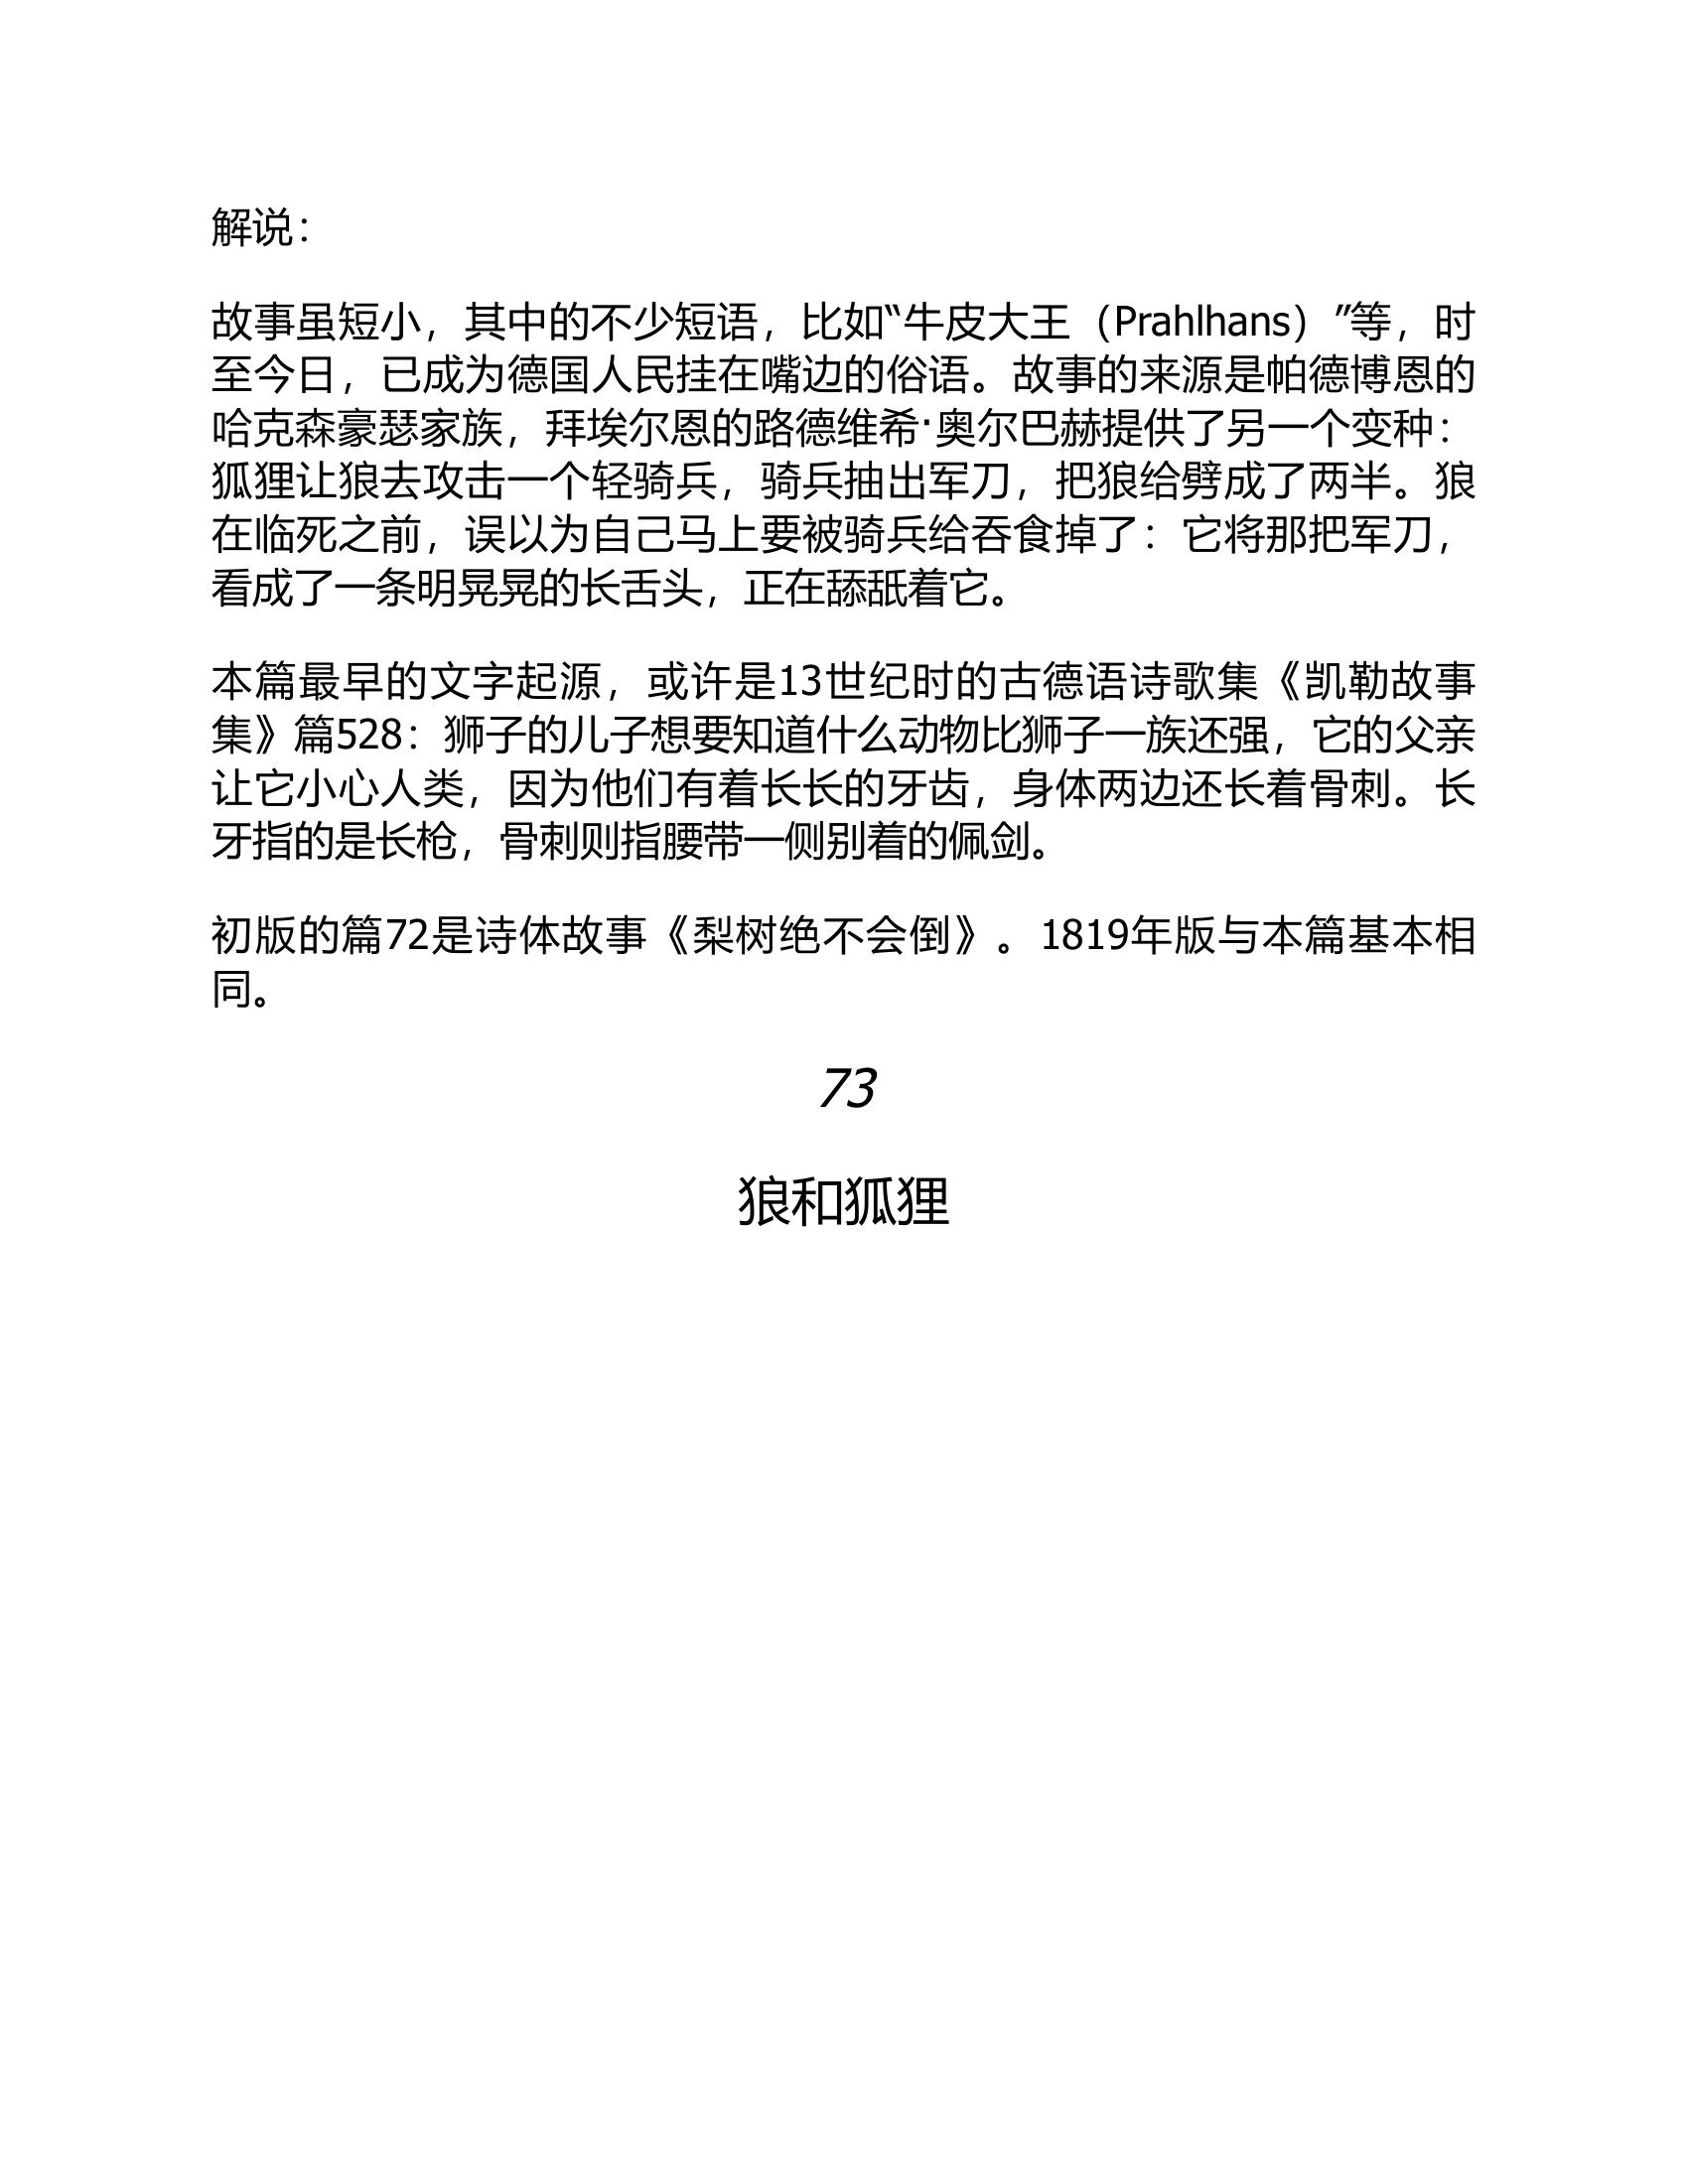 解说：
故事虽短小，其中的不少短语，比如“牛皮大王（Prahlhans）”等，时
至今日，已成为德国人民挂在嘴边的俗语。故事的来源是帕德博恩的
哈克森豪瑟家族，拜埃尔恩的路德维希·奥尔巴赫提供了另一个变种：
狐狸让狼去攻击一个轻骑兵，骑兵抽出军刀，把狼给劈成了两半。狼
在临死之前，误以为自己马上要被骑兵给吞食掉了：它将那把军刀，
看成了一条明晃晃的长舌头，正在舔舐着它。
本篇最早的文字起源，或许是13世纪时的古德语诗歌集《凯勒故事
集》篇528：狮子的儿子想要知道什么动物比狮子一族还强，它的父亲
让它小心人类，因为他们有着长长的牙齿，身体两边还长着骨刺。长
牙指的是长枪，骨刺则指腰带一侧别着的佩剑。
初版的篇72是诗体故事《梨树绝不会倒》。1819年版与本篇基本相
同。
73
狼和狐狸